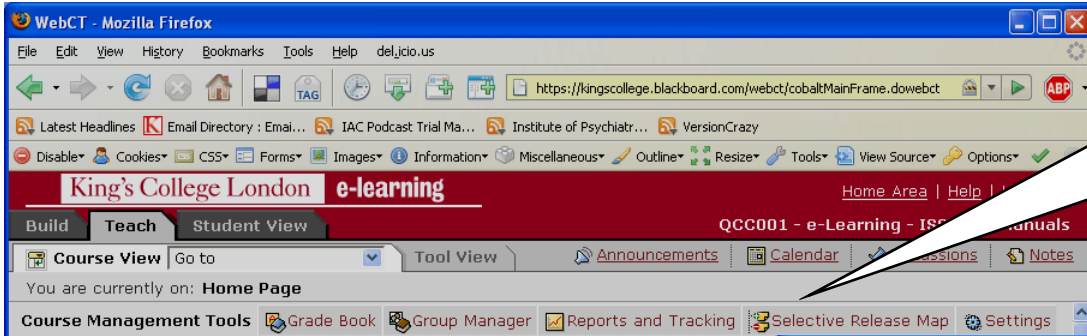 WebCT - Mozilla Firefox
File Edit View History Bookmarks Tools Help del.icio.us
TAG https://kingscollege.blackboard.com/webct/cobaltMainFrame.dowebct ABP
Latest Headlines Email Directory : Emai... IAC Podcast Trial Ma... Institute of Psychiatr... VersionCrazy
Disable Cookies CSS Forms Images Information Miscellaneous Outline Resize Tools View Source Options
King's College London e-learning Home Area | Help |
Build Teach Student View QCC001 - e-Learning -
Course View Go to Tool View Announcements Calendar Notes
You are currently on: Home Page
Course Management Tools Grade Book Group Manager Reports and Tracking Selective Release Map Settings